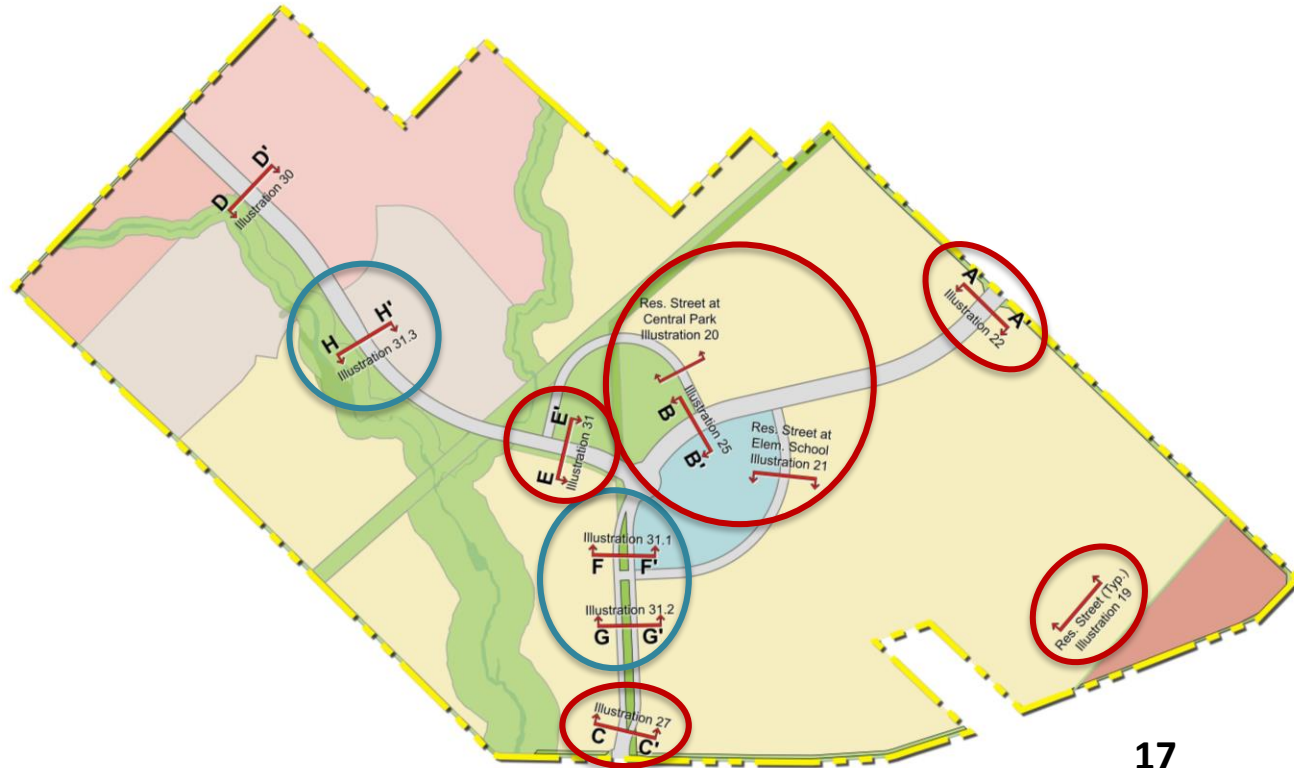 D'
D
Illustration 30
H'
H
Illustration 31.3
Res. Street at
Central Park
Illustration 20
A
A'
Illustration 22
E'
E
Illustration 31
B
B'
Illustration 25
Res. Street at
Elem. School
Illustration 21
Illustration 31.1
F F'
Illustration 31.2
G G'
Res. Street (Typ.)
Illustration 19
Illustration 27
C C'
17